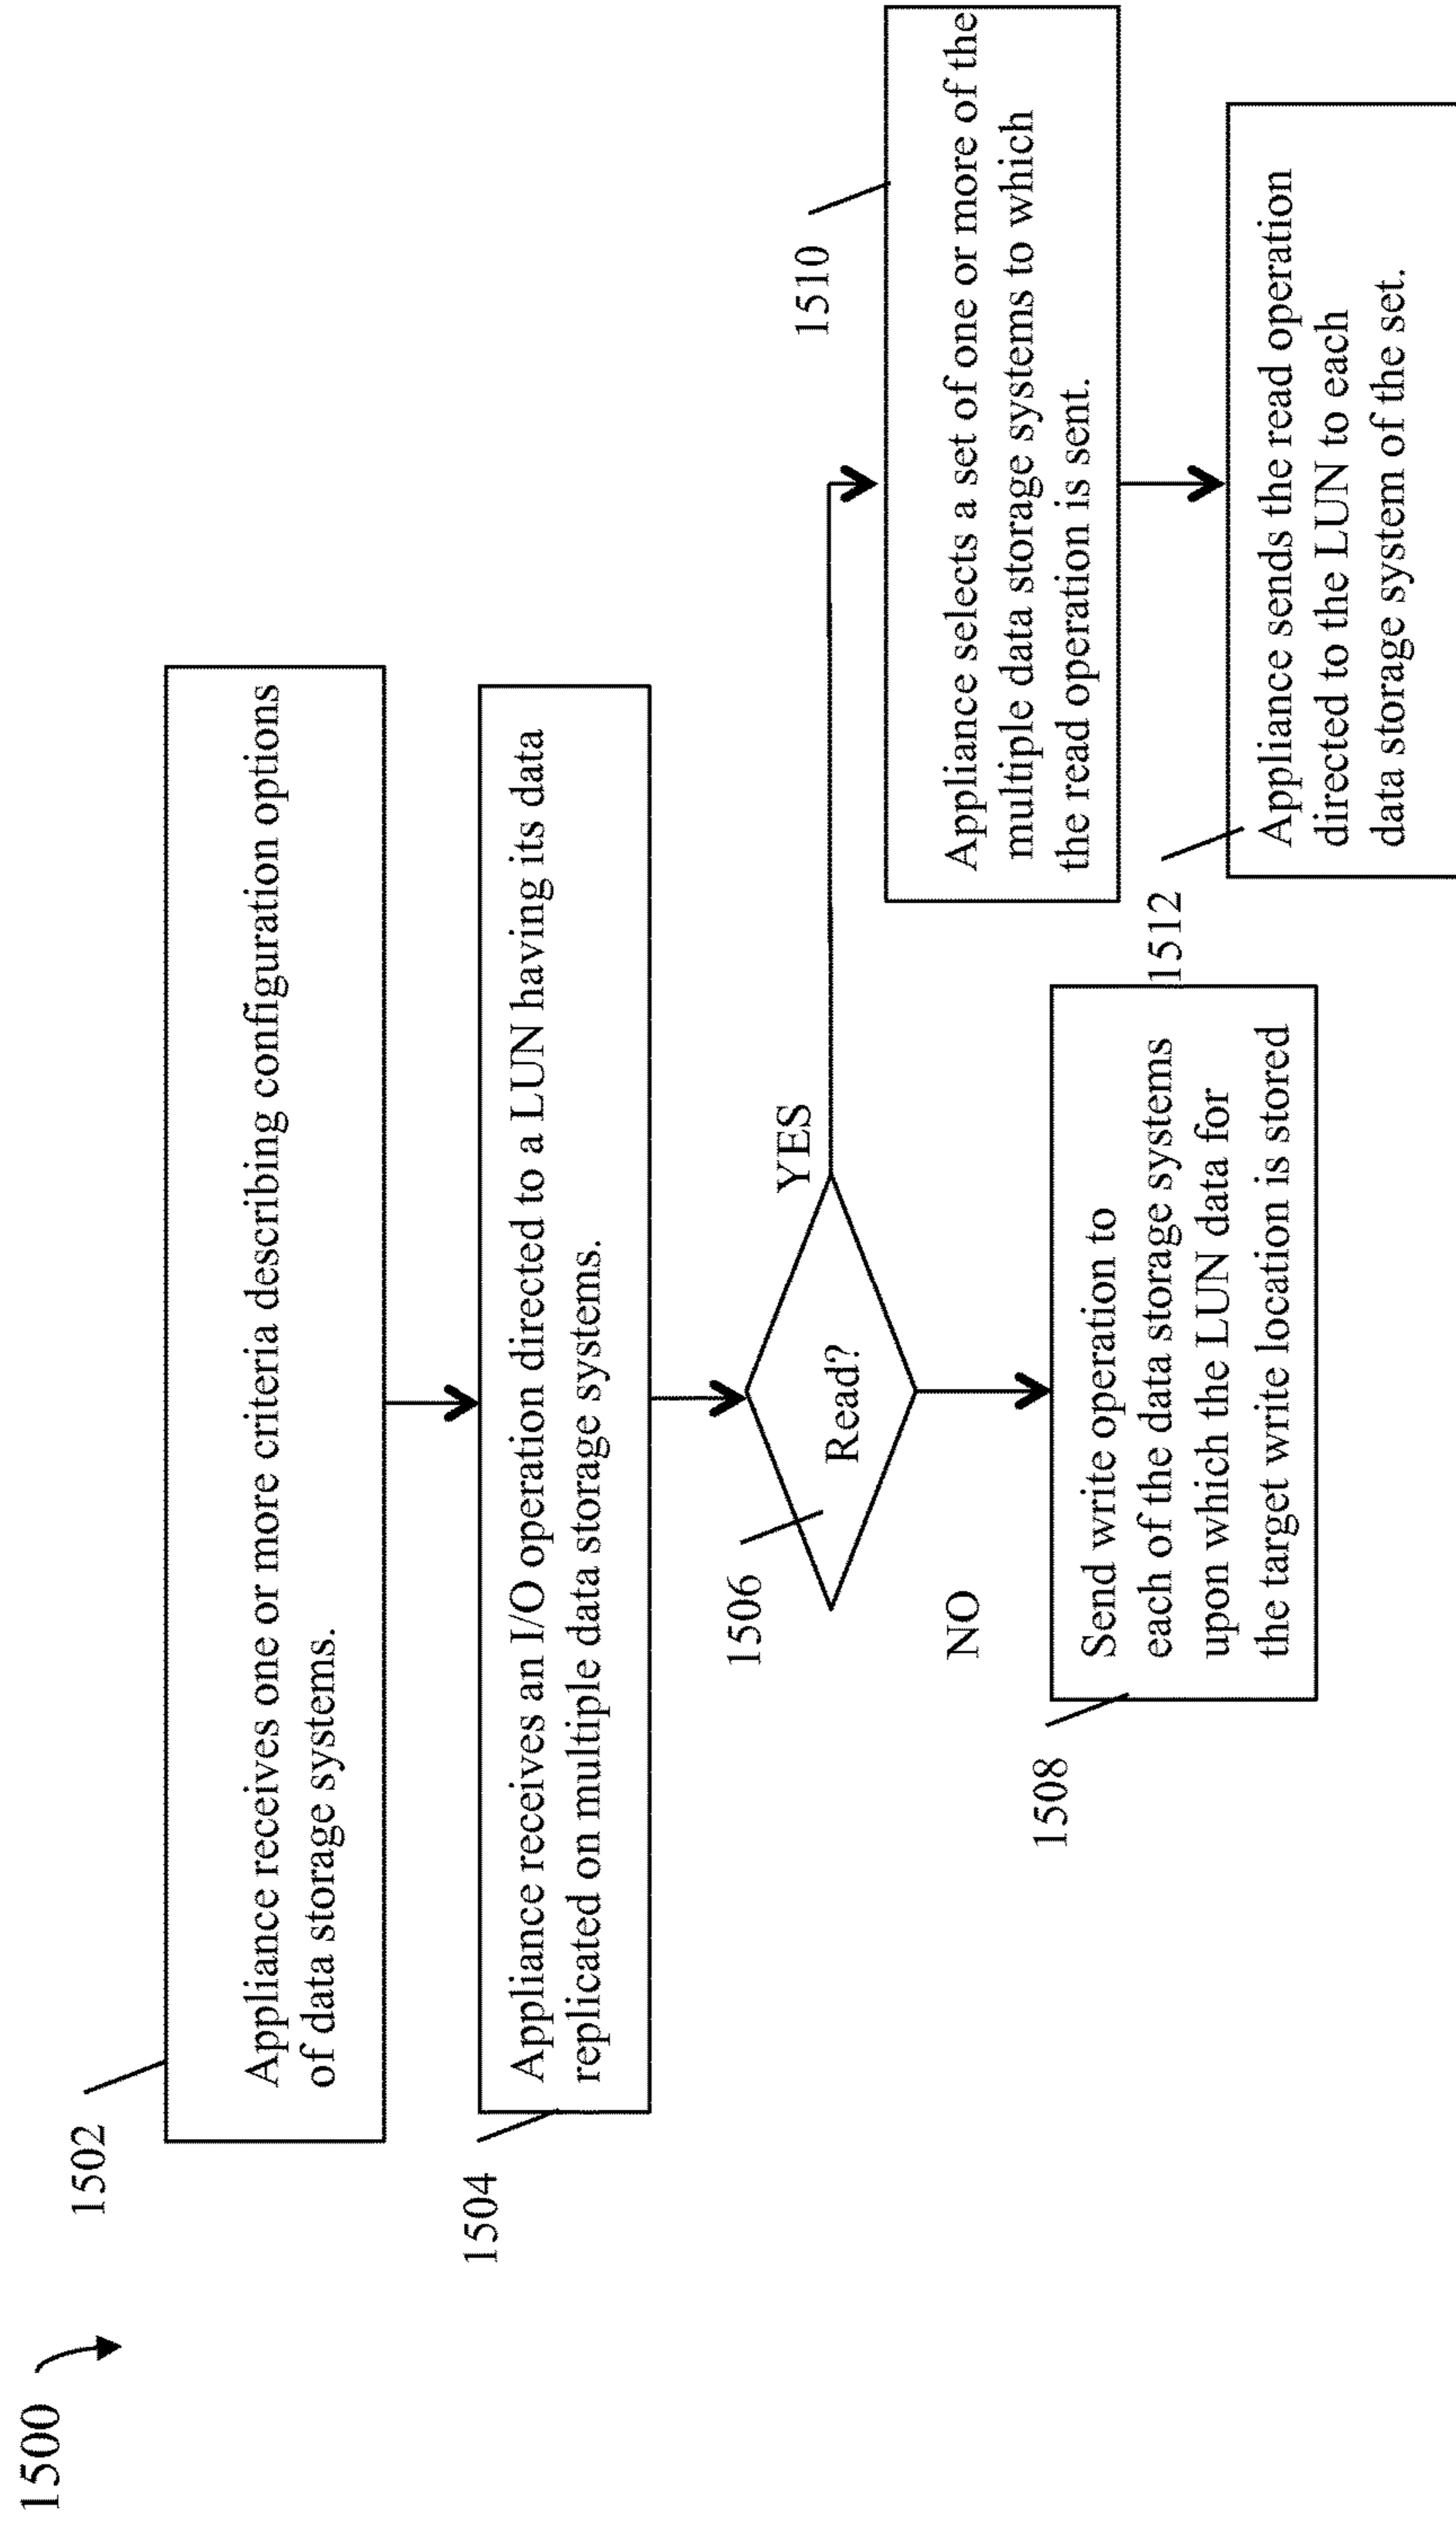 1500
1502
Appliance receives one or more criteria describing configuration options
of data storage systems.
1504
Appliance receives an I/O operation directed to a LUN having its data
replicated on multiple data storage systems.
1506
Read?
YES
NO
1508
Send write operation to
each of the data storage systems
upon which the LUN data for
the target write location is stored
1510
Appliance selects a set of one or more of the
multiple data storage systems to which
the read operation is sent.
1512
Appliance sends the read operation
directed to the LUN to each
data storage system of the set.